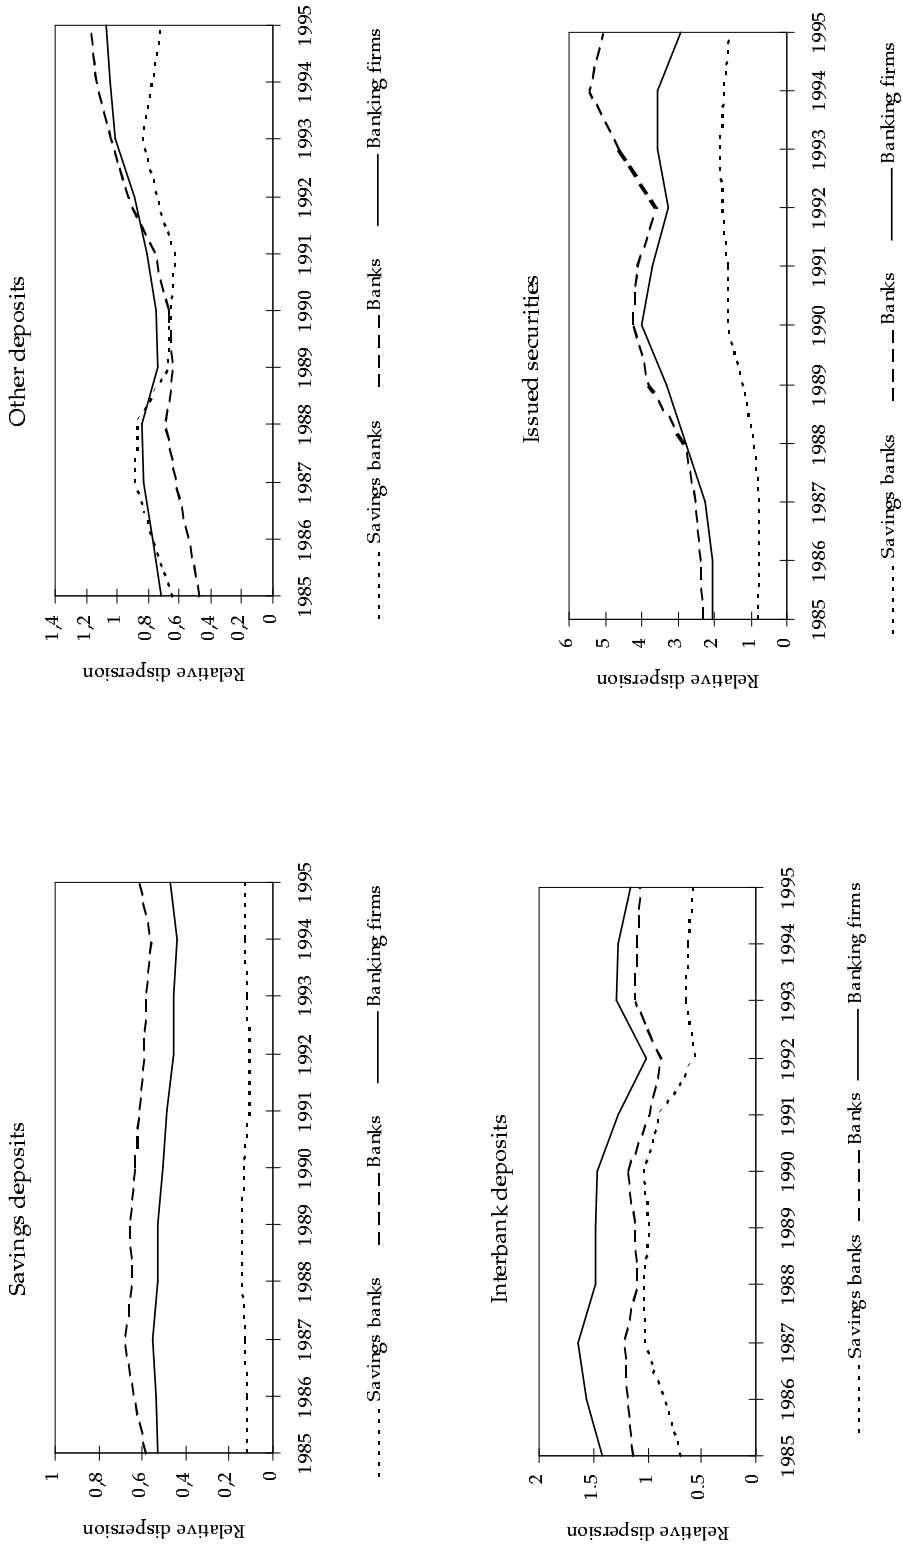 Savings deposits
Relative dispersion
1
0,8
0,6
0,4
0,2
0
1985 1986 1987 1988 1989 1990 1991 1992 1993 1994 1995
Savings banks Banks Banking firms
Other deposits
Relative dispersion
1,4
1,2
1
0,8
0,6
0,4
0,2
0
1985 1986 1987 1988 1989 1990 1991 1992 1993 1994 1995
Savings banks Banks Banking firms
Interbank deposits
Relative dispersion
2
1.5
1
0.5
0
1985 1986 1987 1988 1989 1990 1991 1992 1993 1994 1995
Savings banks Banks Banking firms
Issued securities
Relative dispersion
6
5
4
3
2
1
0
1985 1986 1987 1988 1989 1990 1991 1992 1993 1994 1995
Savings banks Banks Banking firms